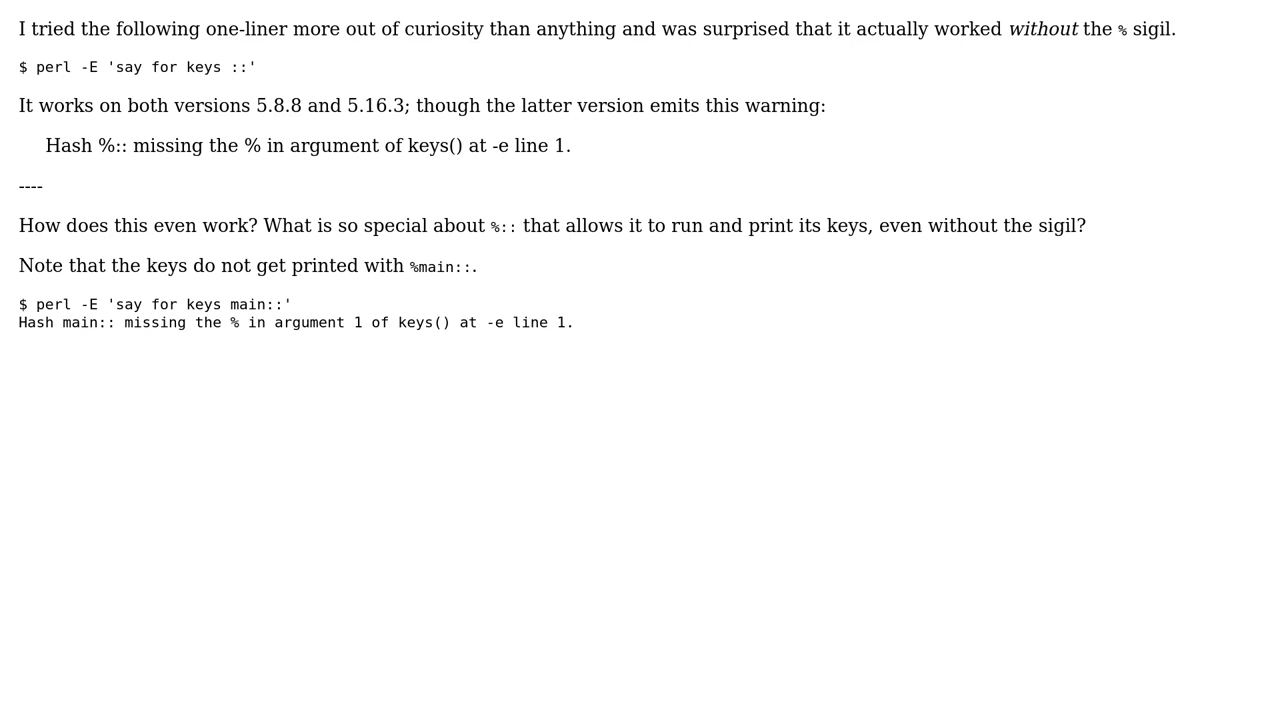 I tried the following one-liner more out of curiosity than anything and was surprised that it actually worked without the % sigil.
$ perl -E 'say for keys ::'
It works on both versions 5.8.8 and 5.16.3; though the latter version emits this warning:
Hash %:: missing the % in argument of keys() at -e line 1.
----
How does this even work? What is so special about %:: that allows it to run and print its keys, even without the sigil?
Note that the keys do not get printed with %main::.
$ perl -E 'say for keys main::'
Hash main:: missing the % in argument 1 of keys() at -e line 1.